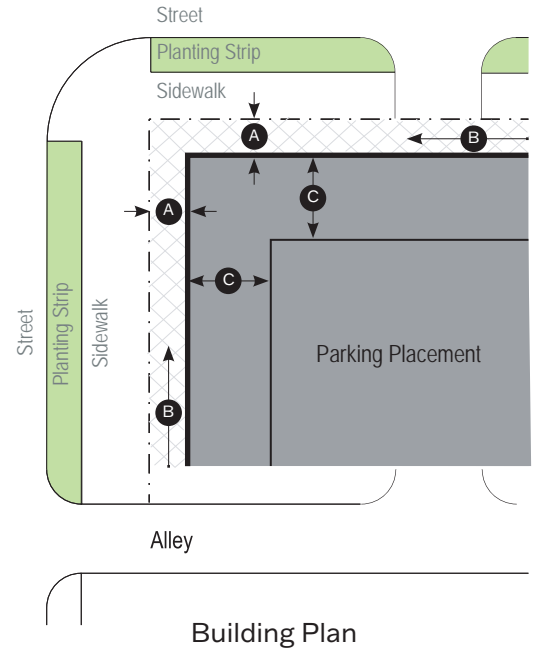 Street
Planting Strip
Sidewalk
A
B
A
C
C
Street
Planting Strip
Sidewalk
Parking Placement
B
Alley
Building Plan